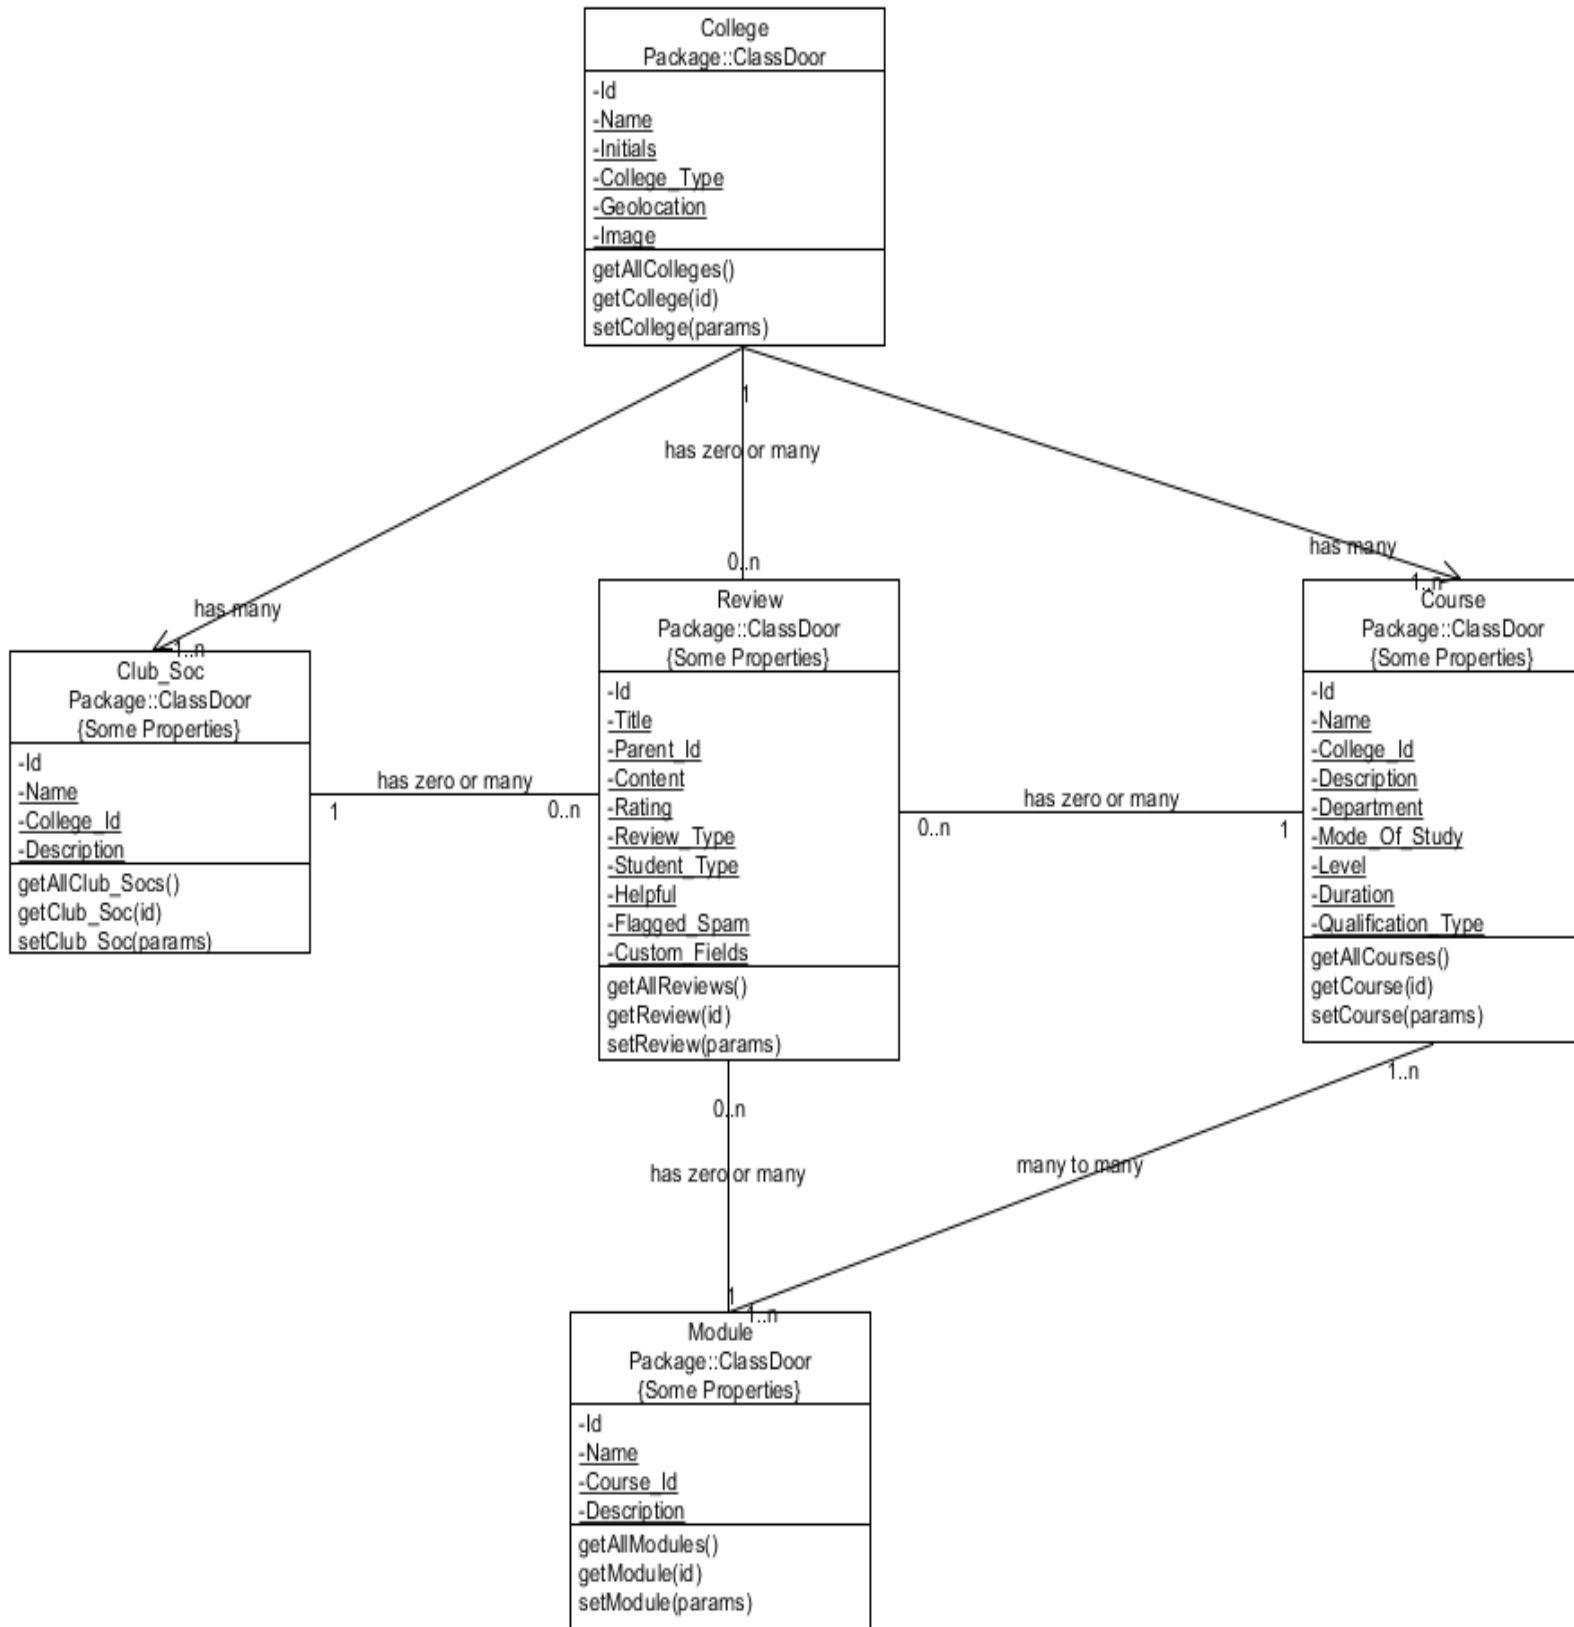 College
Package::ClassDoor
-Id
-Name
-Initials
-College_Type
-Geolocation
-Image
getAllColleges()
getCollege(id)
setCollege(params)
1
has zero or many
0..n
has many
1..n
has many
1..n
Club_Soc
Package::ClassDoor
{Some Properties}
-Id
-Name
-College_Id
-Description
getAllClub_Socs()
getClub_Soc(id)
setClub_Soc(params)
has zero or many
1
0..n
Review
Package::ClassDoor
{Some Properties}
-Id
-Title
-Parent_Id
-Content
-Rating
-Review_Type
-Student_Type
-Helpful
-Flagged_Spam
-Custom_Fields
getAllReviews()
getReview(id)
setReview(params)
has zero or many
0..n
1
Course
Package::ClassDoor
{Some Properties}
-Id
-Name
-College_Id
-Description
-Department
-Mode_Of_Study
-Level
-Duration
-Qualification_Type
getAllCourses()
getCourse(id)
setCourse(params)
0..n
has zero or many
1
1..n
many to many
1..n
Module
Package::ClassDoor
{Some Properties}
-Id
-Name
-Course_Id
-Description
getAllModules()
getModule(id)
setModule(params)